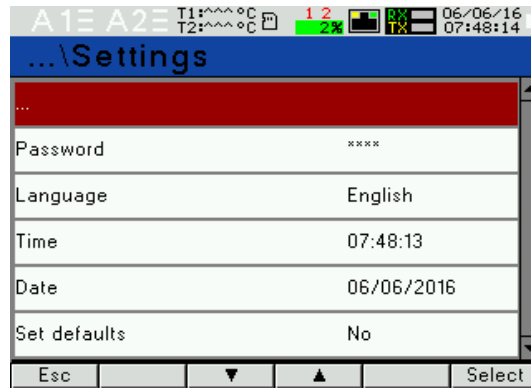 A1 A2 T1:^^^°C 1 2 RX 06/06/16
T2:^^^°C 2% TX 07:48:14
...\Settings
...
Password ****
Language English
Time 07:48:13
Date 06/06/2016
Set defaults No
Esc ▼ ▲ Select